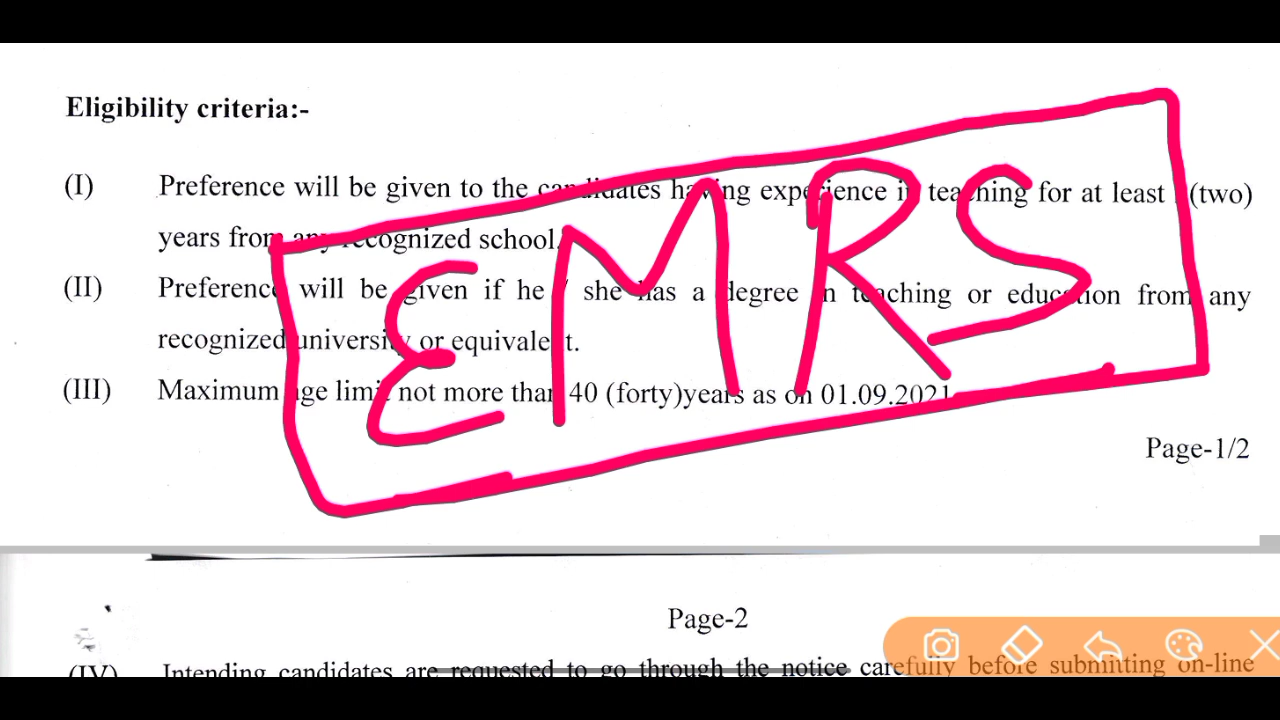 Eligibility criteria:-
(I) Preference will be given to the candidates having experience in teaching for at least (two)
years from any recognized school.
(II) Preference will be given if he / she has a degree in teaching or education from any
recognized university or equivalent.
(III) Maximum age limit not more than 40 (forty)years as on 01.09.2021
EMRS
Page-1/2
Page-2
(IV) Intending candidates are requested to go through the notice carefully before submitting on-line